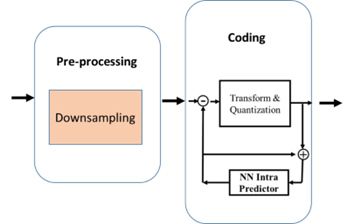 Pre-processing
Downsampling
Coding
Transform &
Quantization
NN Intra
Predictor